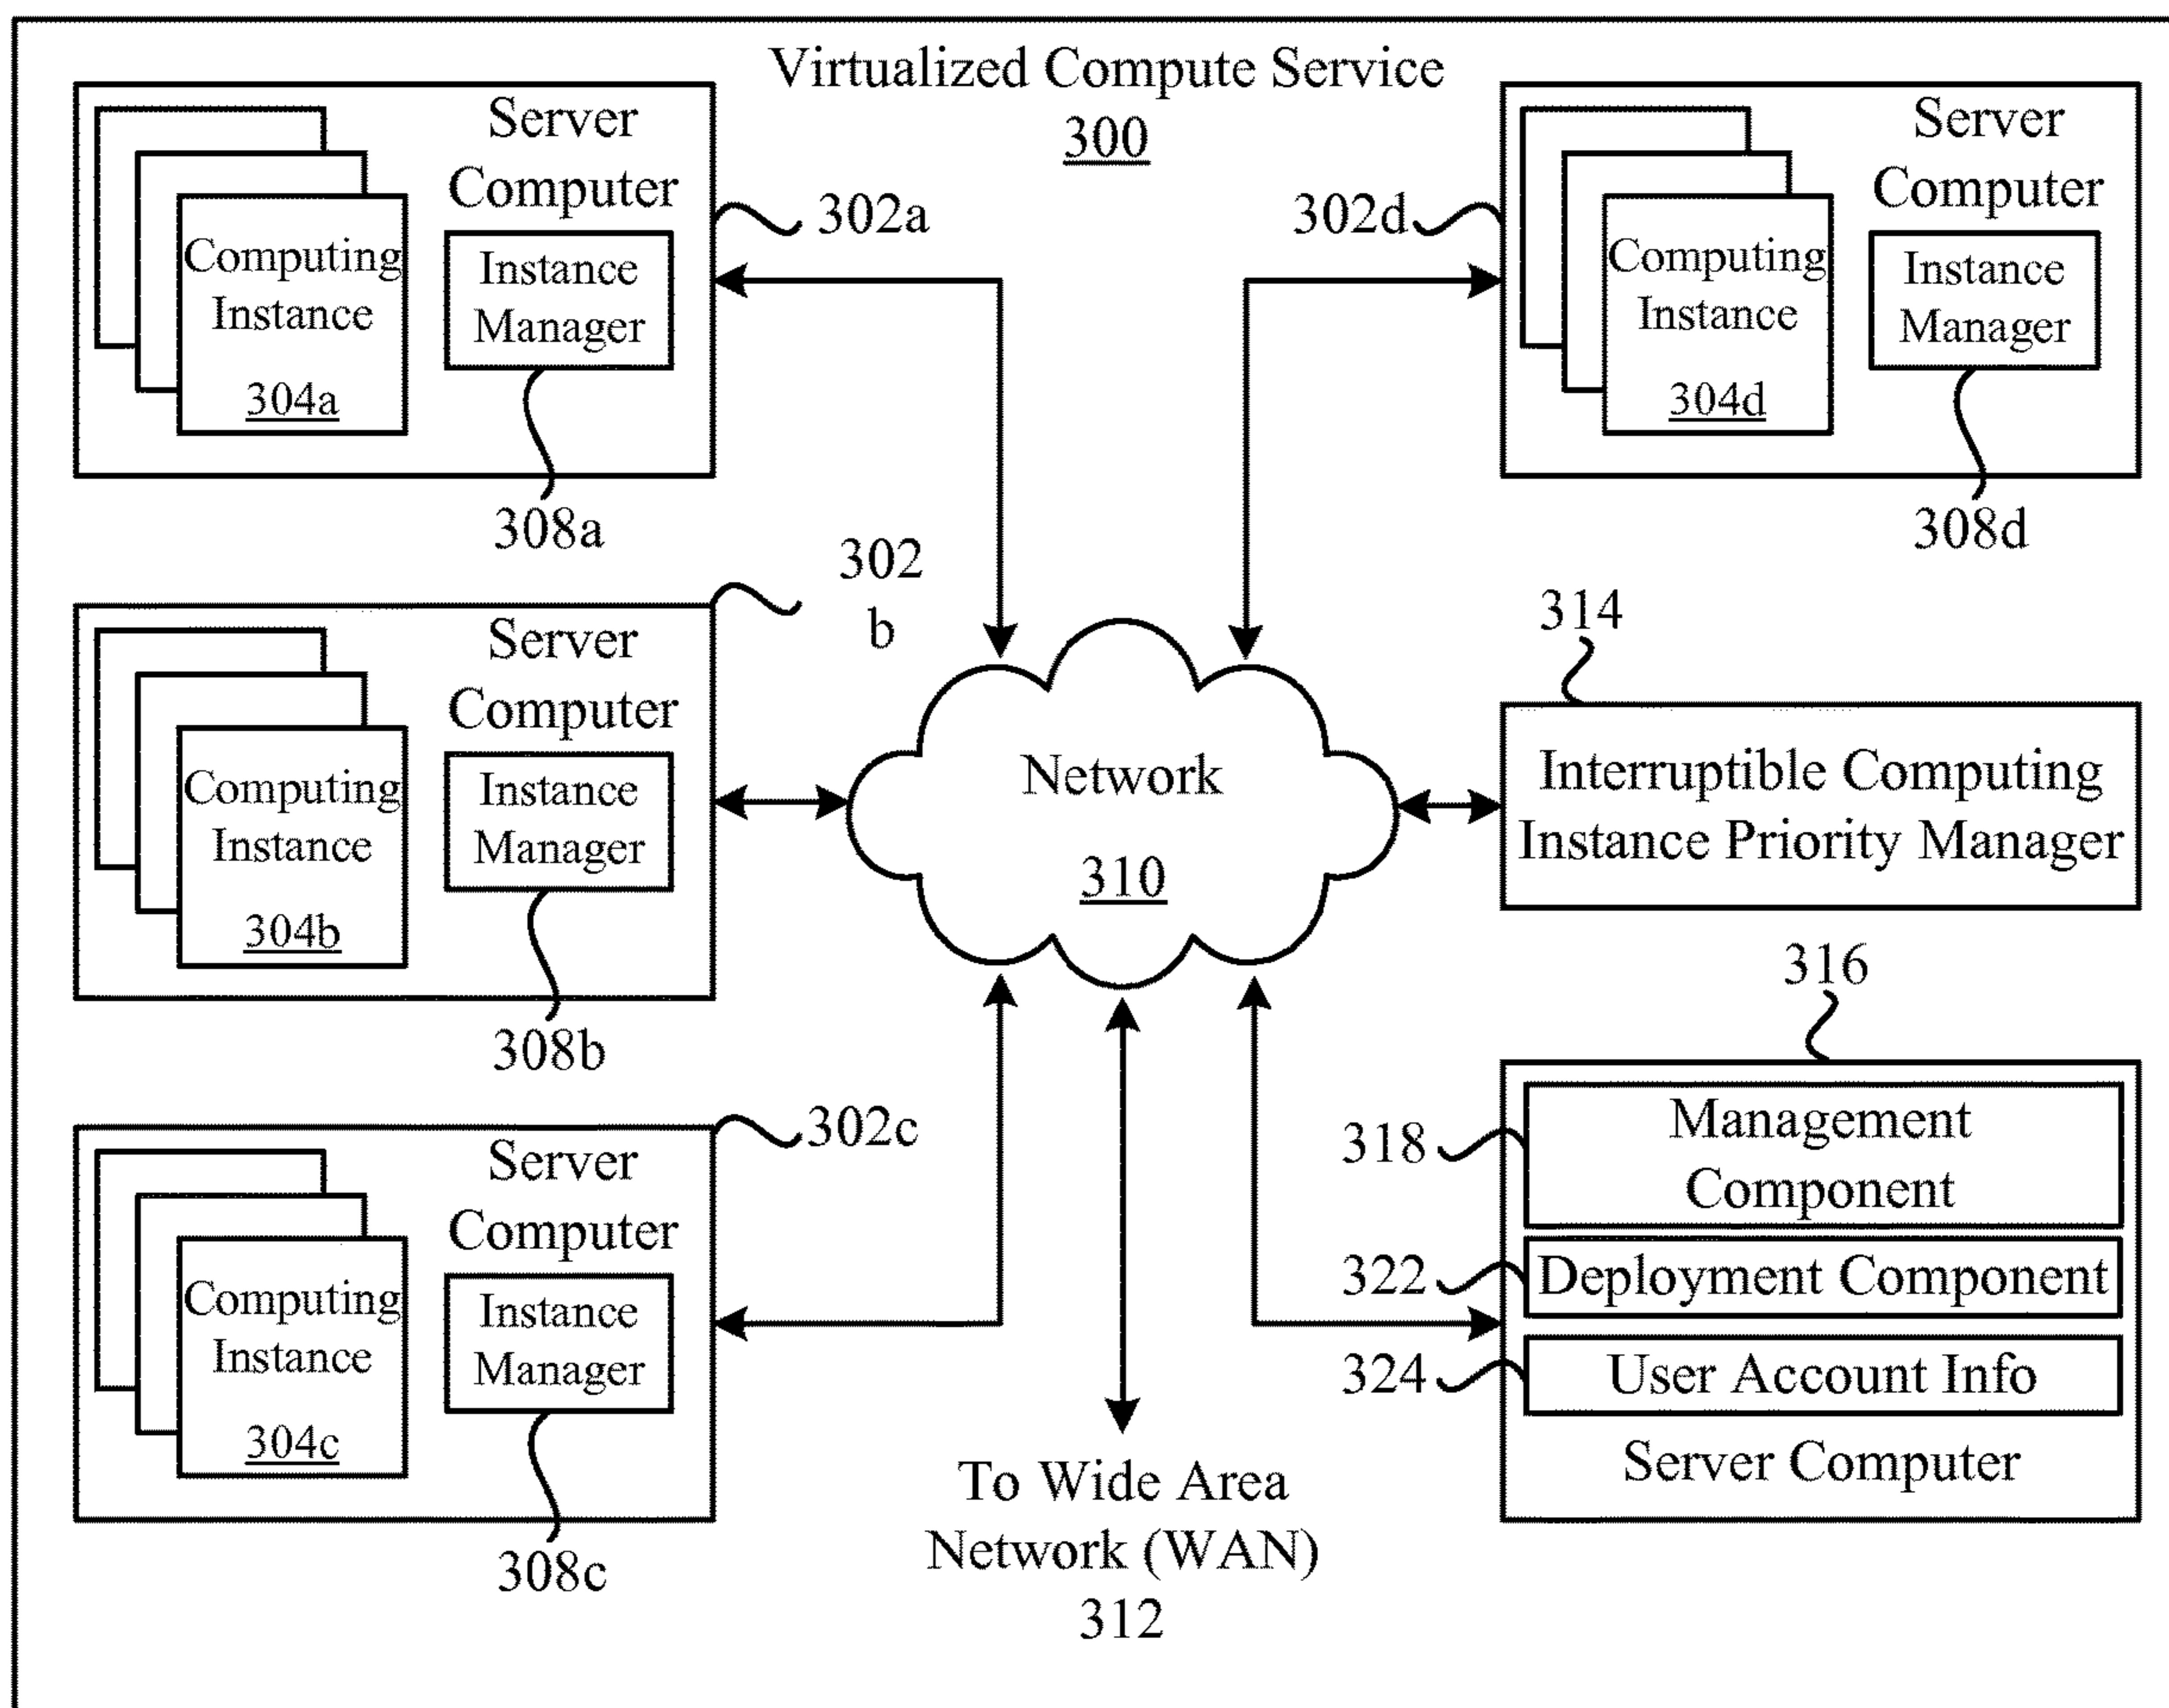 Virtualized Compute Service
300
Server
Computer
Computing
Instance
304a
Instance
Manager
302a
308a
302d
Server
Computer
Computing
Instance
304d
Instance
Manager
308d
302
b
Server
Computer
Computing
Instance
304b
Instance
Manager
308b
Network
310
314
Interruptible Computing
Instance Priority Manager
302c
Server
Computer
Computing
Instance
304c
Instance
Manager
308c
To Wide Area
Network (WAN)
312
316
318
Management
Component
322
Deployment Component
324
User Account Info
Server Computer